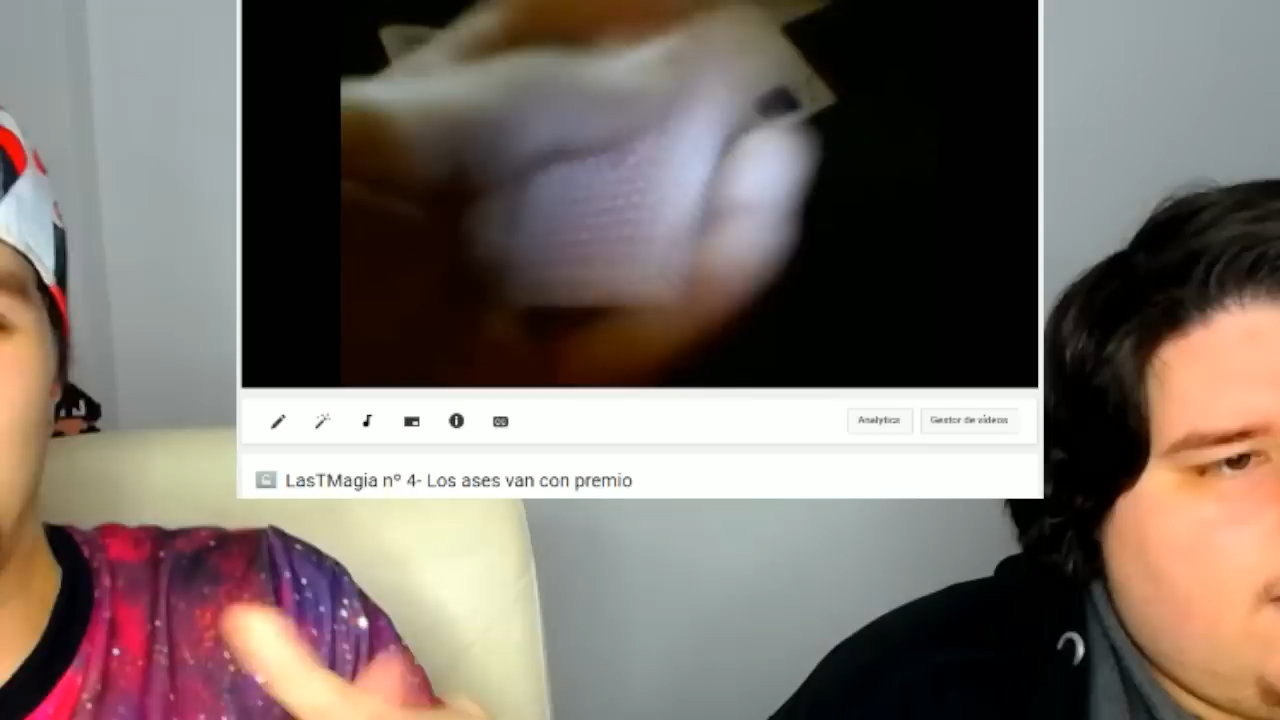 Analytics
Gestor de vídeos
LasTMagia nº 4- Los ases van con premio